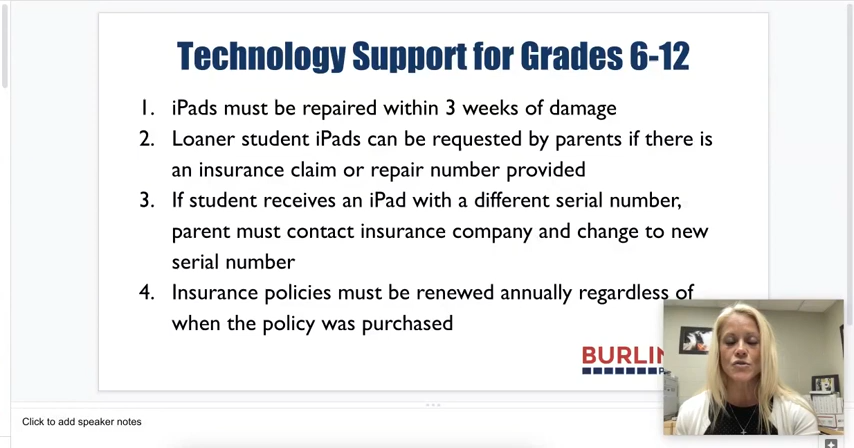 Technology Support for Grades 6-12
1. iPads must be repaired within 3 weeks of damage
2. Loaner student iPads can be requested by parents if there is
an insurance claim or repair number provided
3. If student receives an iPad with a different serial number,
parent must contact insurance company and change to new
serial number
4. Insurance policies must be renewed annually regardless of
when the policy was purchased
BURLIN
Click to add speaker notes